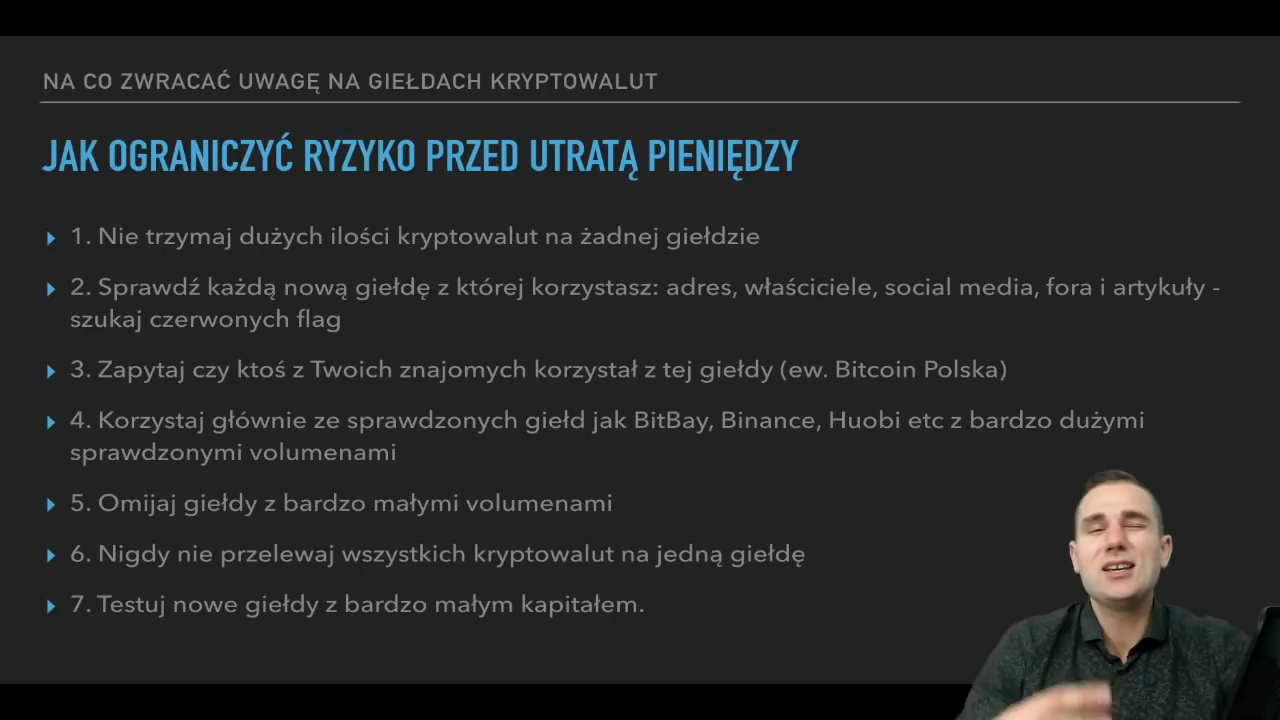 NA CO ZWRACAĆ UWAGĘ NA GIEŁDACH KRYPTOWALUT
JAK OGRANICZYĆ RYZYKO PRZED UTRATĄ PIENIĘDZY
1. Nie trzymaj dużych ilości kryptowalut na żadnej giełdzie
2. Sprawdź każdą nową giełdę z której korzystasz: adres, właściciele, social media, fora i artykuły -
szukaj czerwonych flag
3. Zapytaj czy ktoś z Twoich znajomych korzystał z tej giełdy (ew. Bitcoin Polska)
4. Korzystaj głównie ze sprawdzonych giełd jak BitBay, Binance, Huobi etc z bardzo dużymi
sprawdzonymi volumenami
5. Omijaj giełdy z bardzo małymi volumenami
6. Nigdy nie przelewaj wszystkich kryptowalut na jedną giełdę
7. Testuj nowe giełdy z bardzo małym kapitałem.